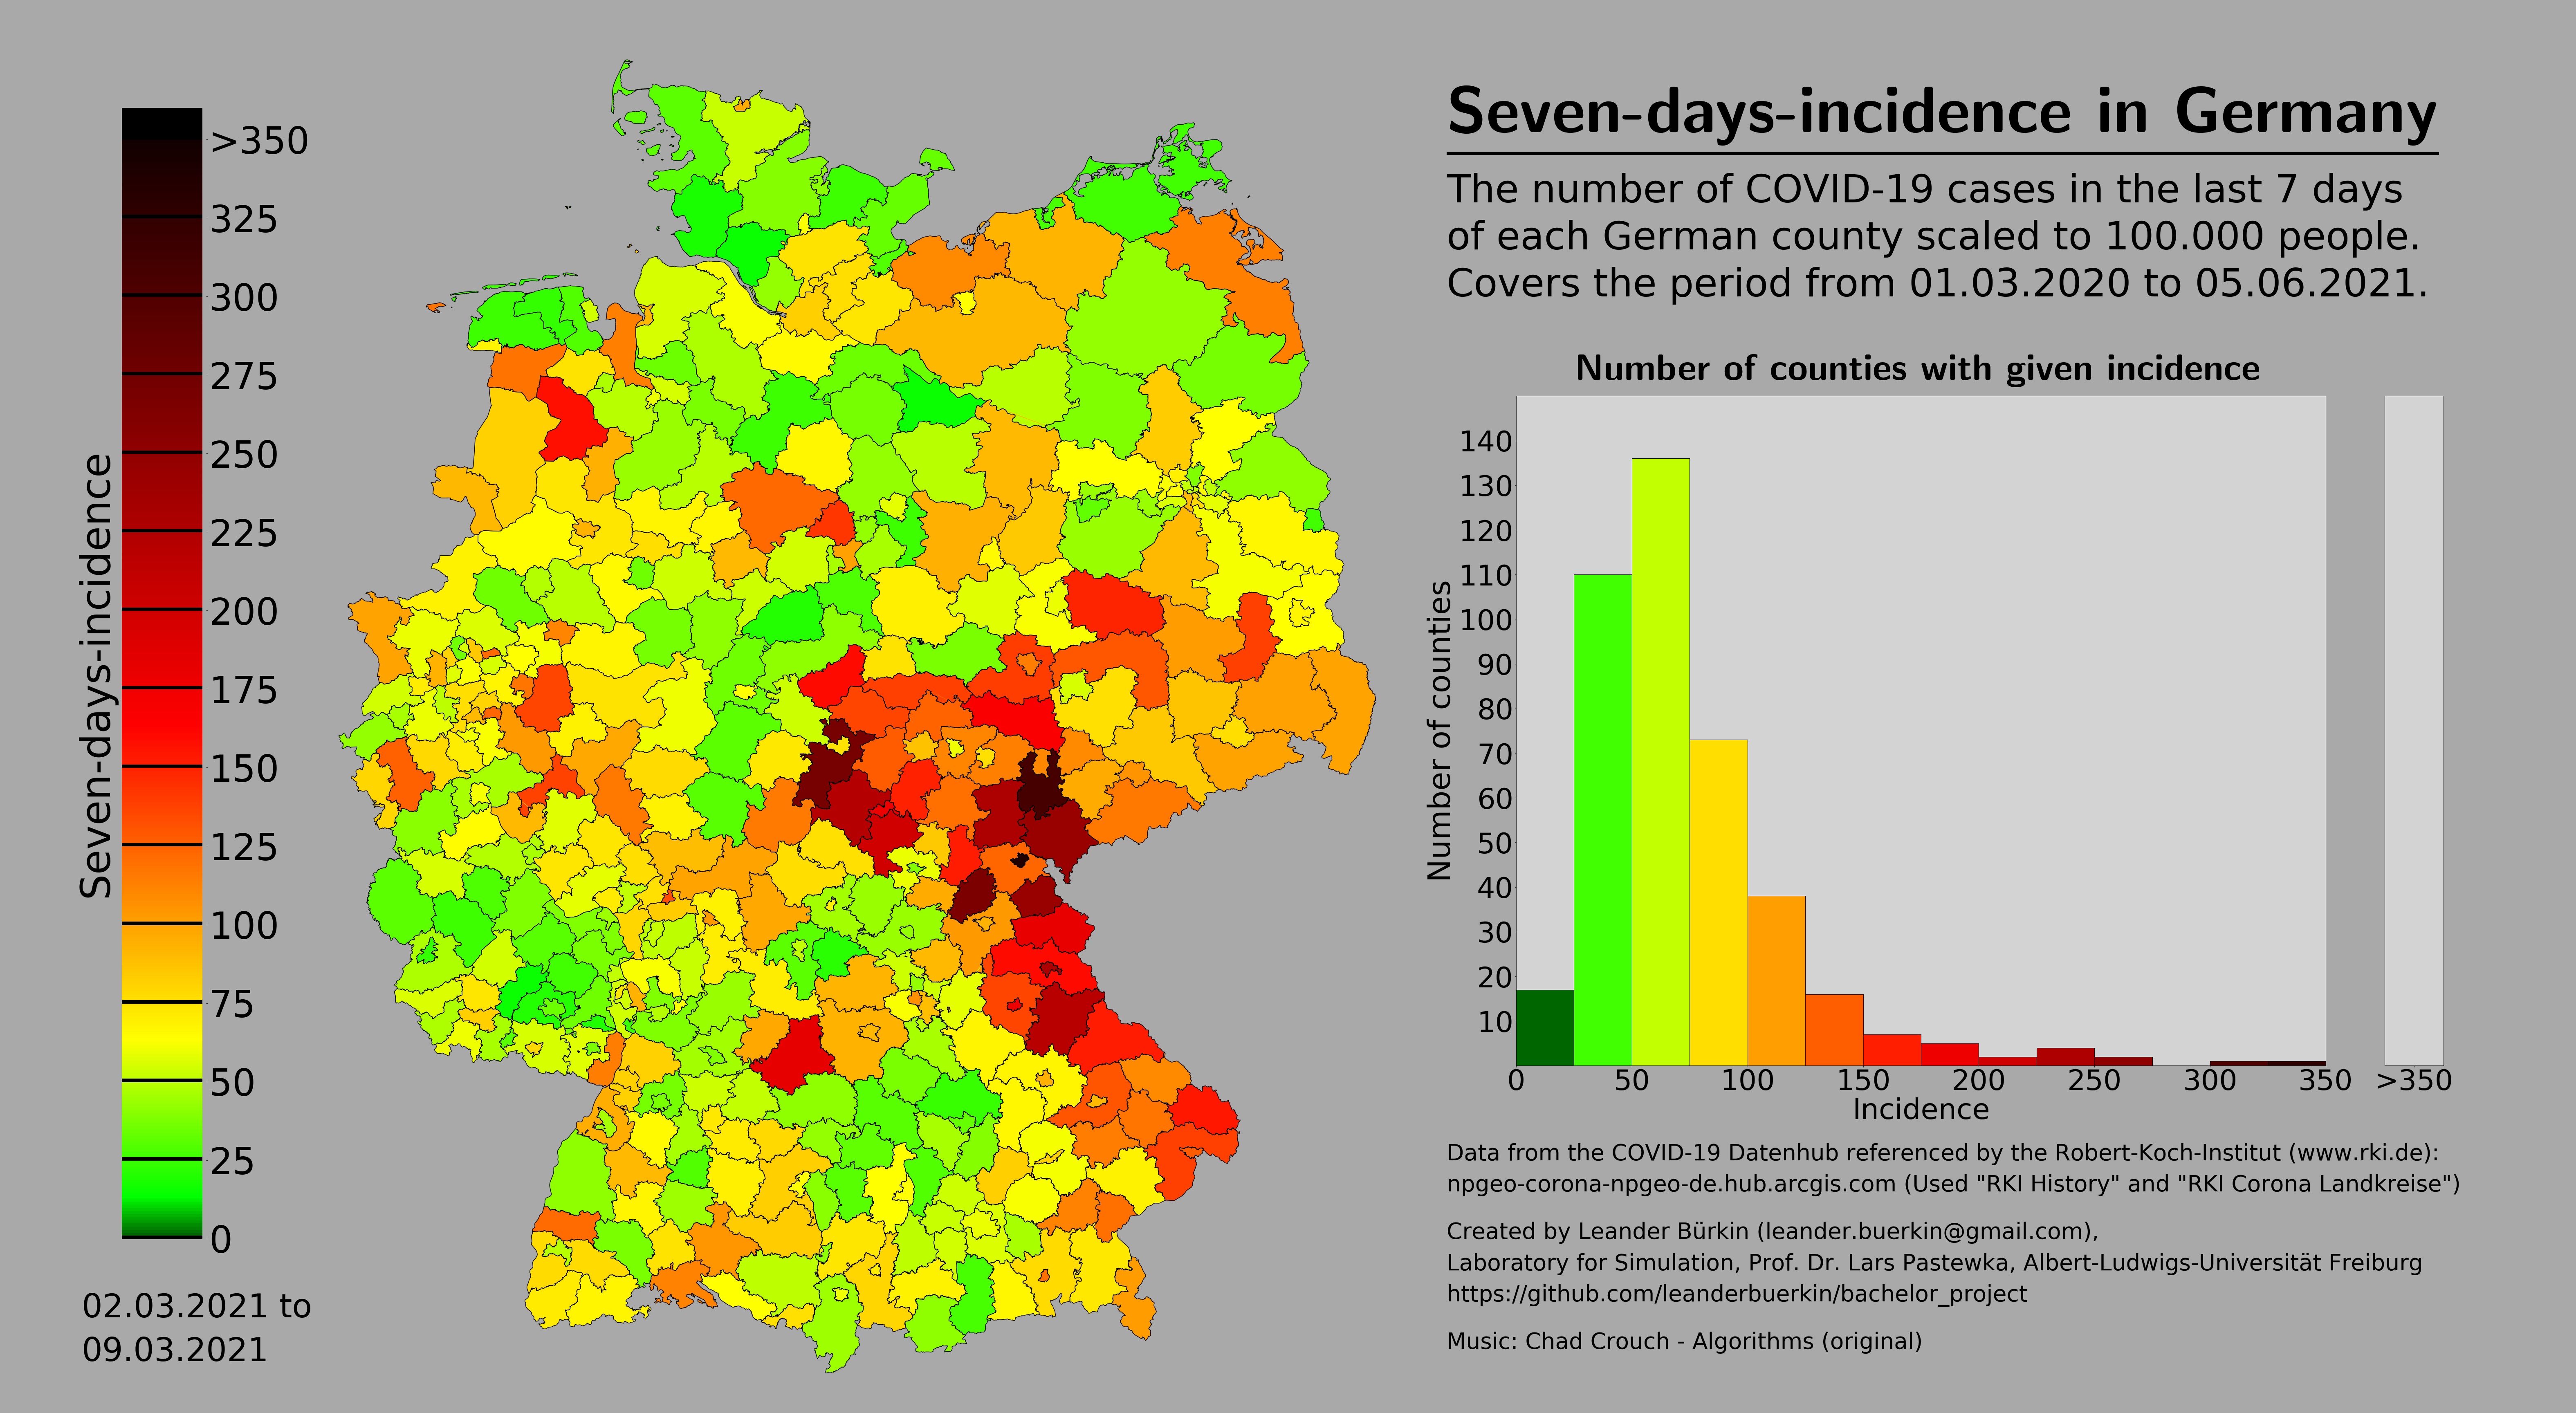 >350
325
300
275
250
225
200
175
150
125
100
75
50
25
0
Seven-days-incidence
02.03.2021 to
09.03.2021
Seven-days-incidence in Germany
The number of COVID-19 cases in the last 7 days
of each German county scaled to 100.000 people.
Covers the period from 01.03.2020 to 05.06.2021.
Number of counties with given incidence
140
130
120
110
100
90
80
70
60
50
40
30
20
10
Number of counties
0 50 100 150 200 250 300 350 >350
Incidence
Data from the COVID-19 Datenhub referenced by the Robert-Koch-Institut (www.rki.de):
npgeo-corona-npgeo-de.hub.arcgis.com (Used "RKI History" and "RKI Corona Landkreise")
Created by Leander Bürkin (leander.buerkin@gmail.com),
Laboratory for Simulation, Prof. Dr. Lars Pastewka, Albert-Ludwigs-Universität Freiburg
https://github.com/leanderbuerkin/bachelor_project
Music: Chad Crouch - Algorithms (original)